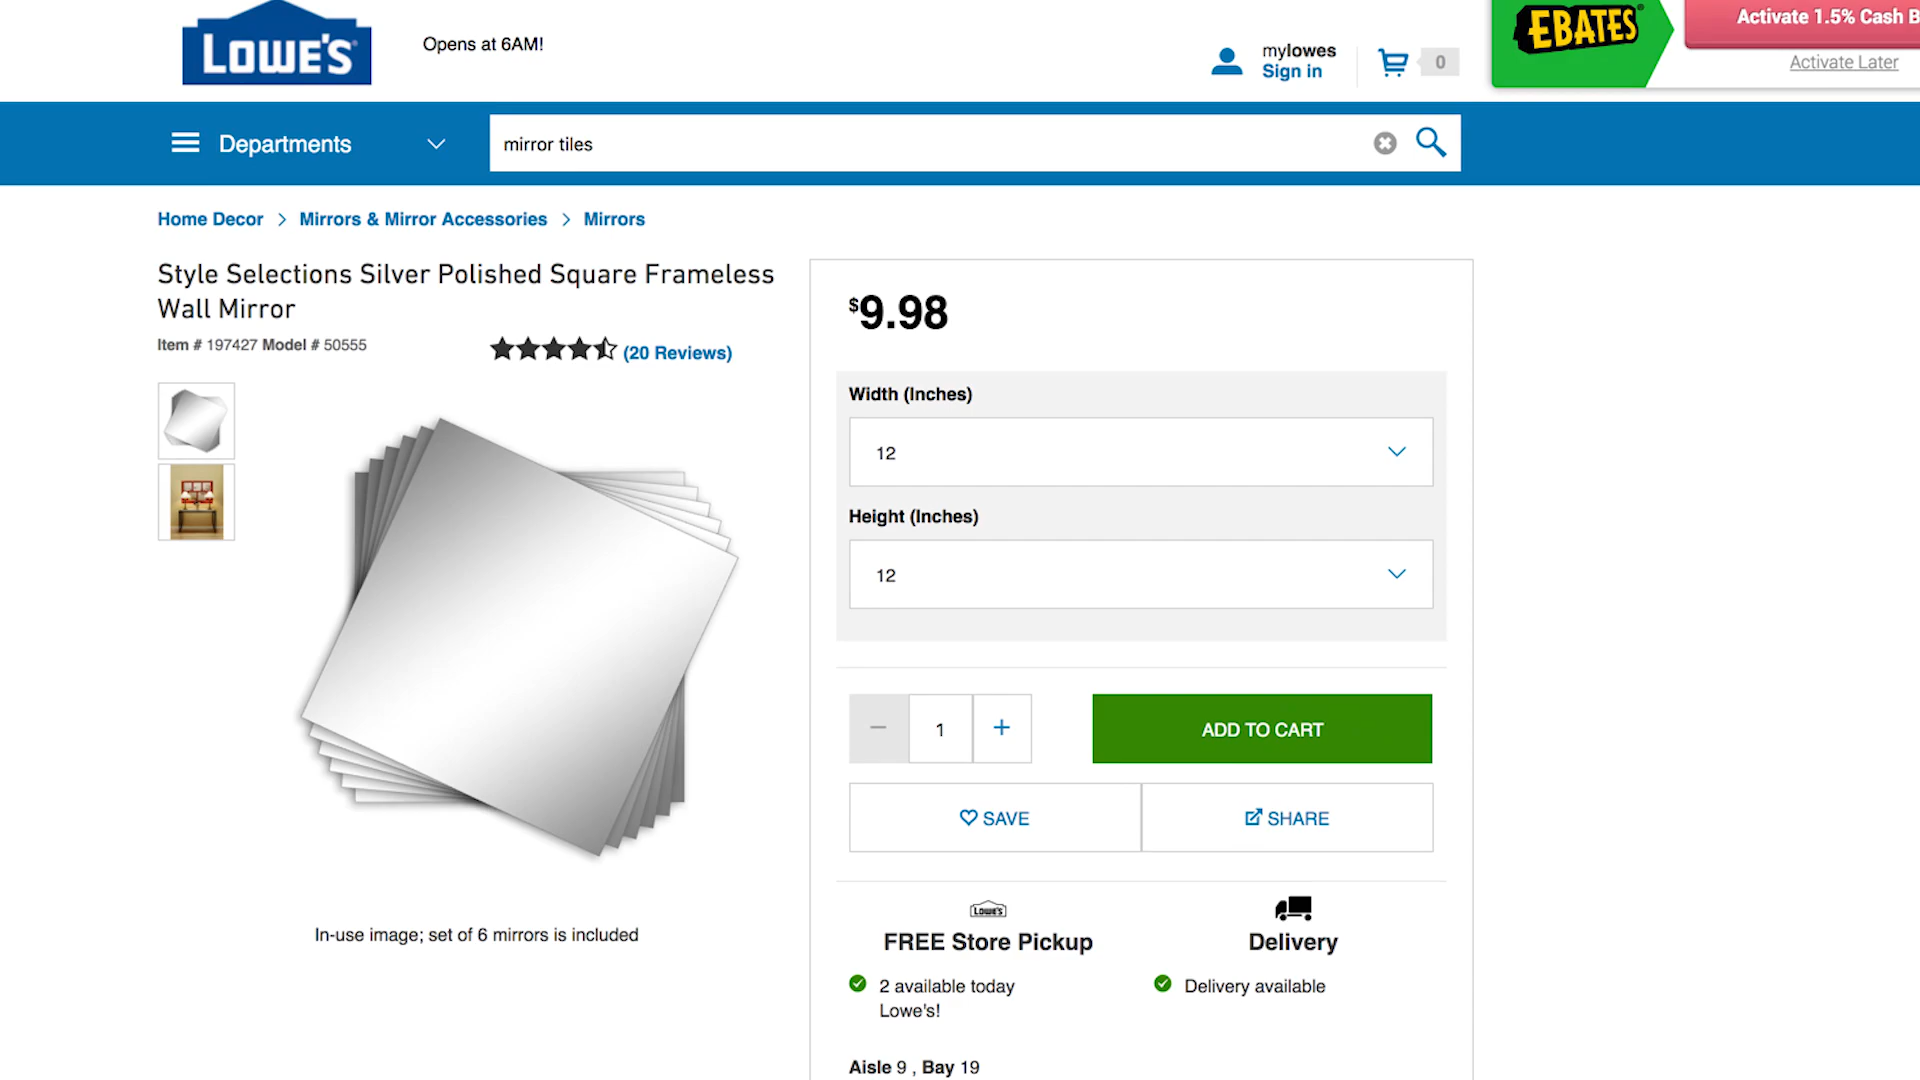 LOWE'S
Opens at 6AM!
mylowes
Sign in
0
EBATES
Activate 1.5% Cash B
Activate Later
Departments
mirror tiles
Home Decor > Mirrors & Mirror Accessories > Mirrors
Style Selections Silver Polished Square Frameless
Wall Mirror
Item # 197427 Model # 50555
(20 Reviews)
In-use image; set of 6 mirrors is included
$9.98
Width (Inches)
12
Height (Inches)
12
1
ADD TO CART
SAVE
SHARE
LOWE'S
FREE Store Pickup
2 available today
Lowe's!
Delivery
Delivery available
Aisle 9 , Bay 19